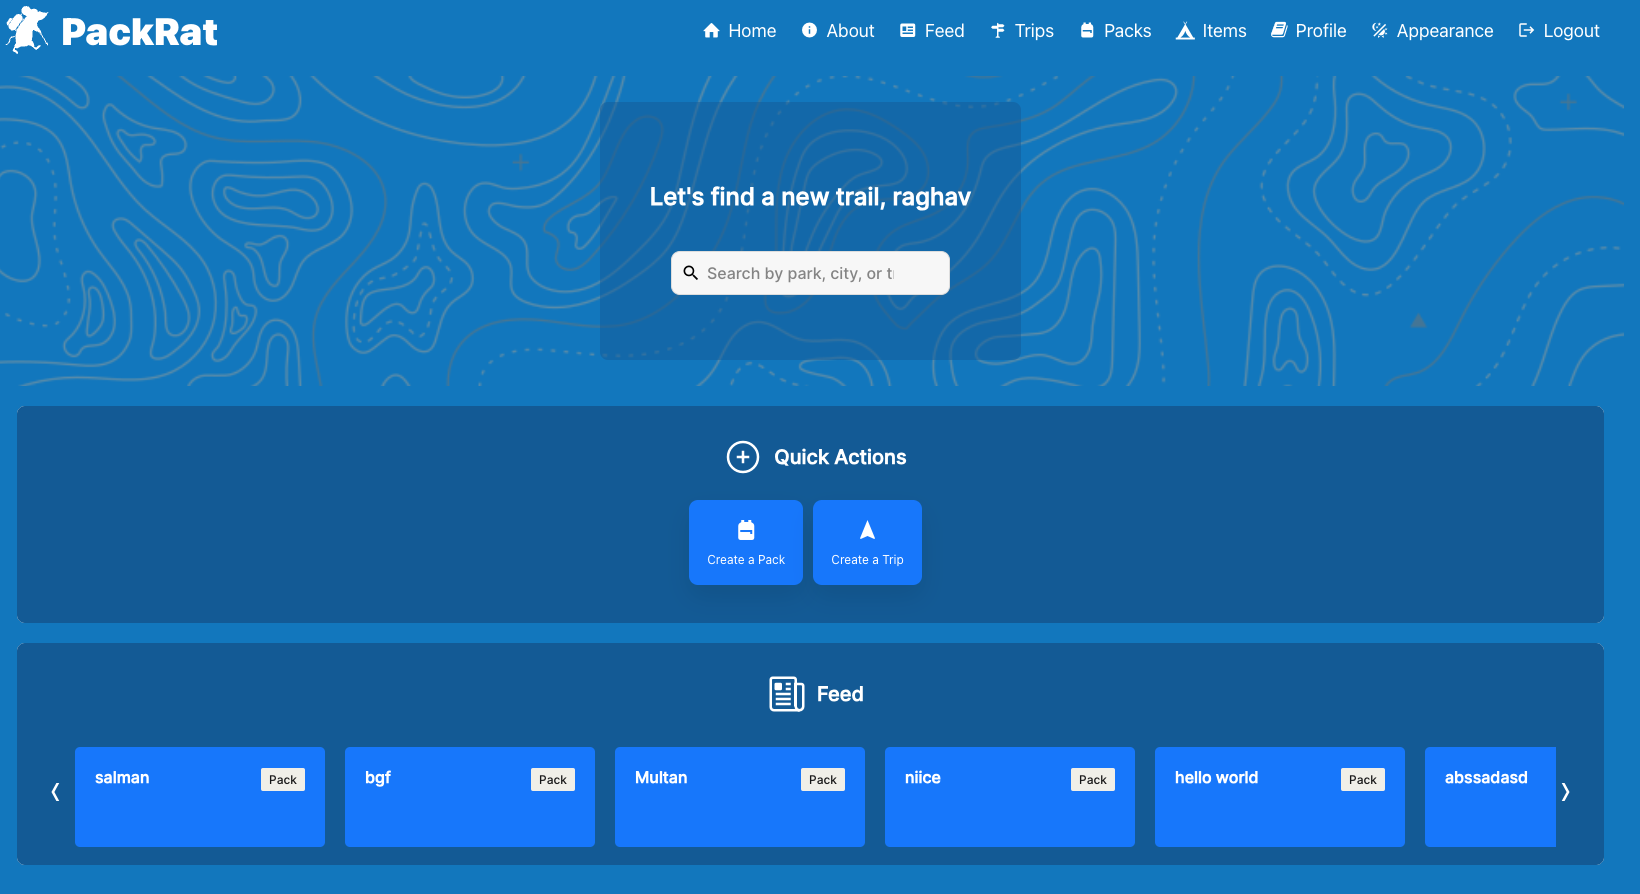 PackRat
Home About Feed Trips Packs Items Profile Appearance Logout
Let's find a new trail, raghav
Search by park, city, or t
Quick Actions
Create a Pack Create a Trip
Feed
salman Pack bgf Pack Multan Pack niice Pack hello world Pack abssadasd